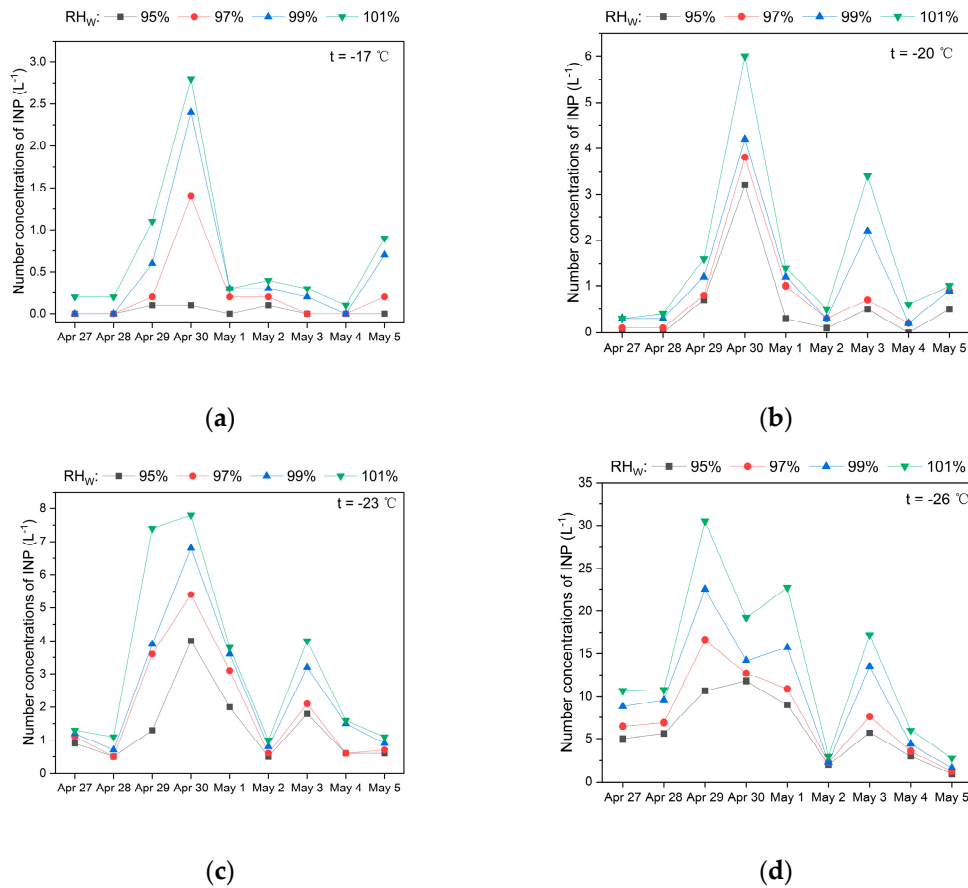 RHW: 95% 97% 99% 101%
t = -17 ℃
Number concentrations of INP (L-1)
3.0
2.5
2.0
1.5
1.0
0.5
0.0
Apr 27 Apr 28 Apr 29 Apr 30 May 1 May 2 May 3 May 4 May 5
(a)
RHW: 95% 97% 99% 101%
t = -20 ℃
Number concentrations of INP (L-1)
6
5
4
3
2
1
0
Apr 27 Apr 28 Apr 29 Apr 30 May 1 May 2 May 3 May 4 May 5
(b)
RHW: 95% 97% 99% 101%
t = -23 ℃
Number concentrations of INP (L-1)
8
7
6
5
4
3
2
1
0
Apr 27 Apr 28 Apr 29 Apr 30 May 1 May 2 May 3 May 4 May 5
(c)
RHW: 95% 97% 99% 101%
t = -26 ℃
Number concentrations of INP (L-1)
35
30
25
20
15
10
5
0
Apr 27 Apr 28 Apr 29 Apr 30 May 1 May 2 May 3 May 4 May 5
(d)